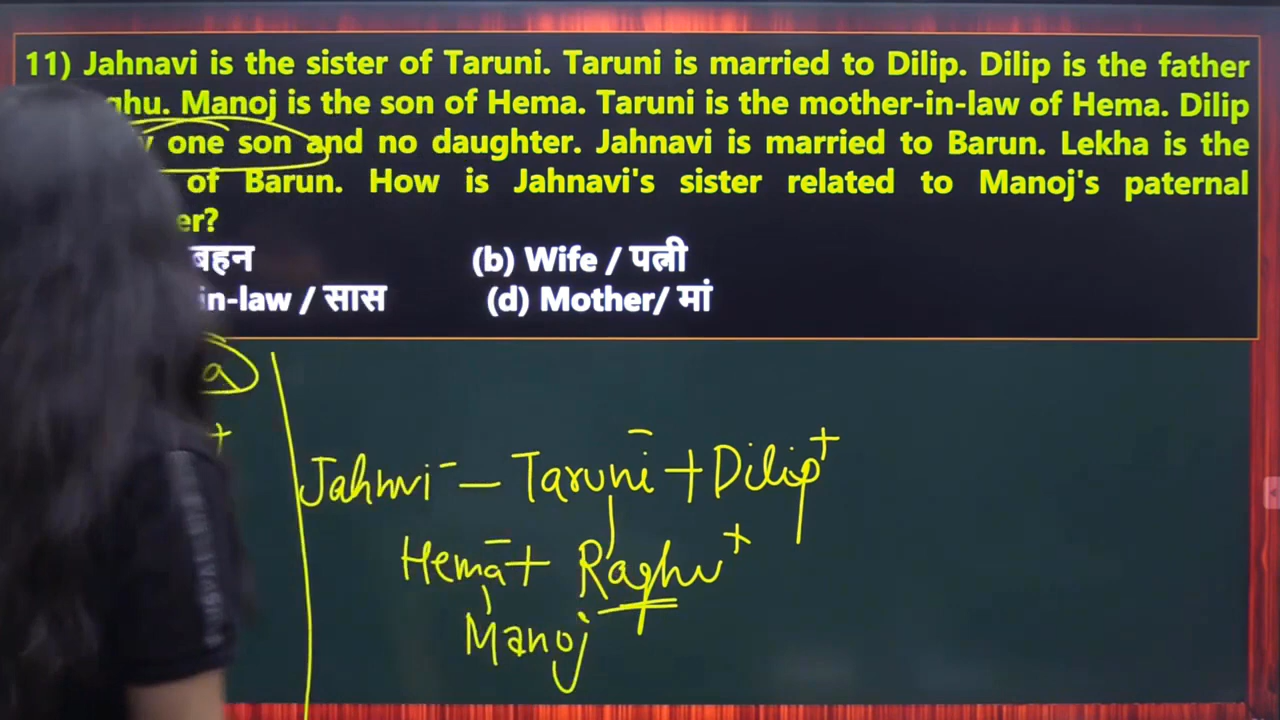 11) Jahnavi is the sister of Taruni. Taruni is married to Dilip. Dilip is the father
Manoj is the son of Hema. Taruni is the mother-in-law of Hema. Dilip
one son and no daughter. Jahnavi is married to Barun. Lekha is the
of Barun. How is Jahnavi's sister related to Manoj's paternal
er?
बहन (b) Wife / पत्नी
in-law / सास (d) Mother/ मां
a
+
Jahnvi - — Taruni - + Dilip +
Hema - + Raghu +
Manoj